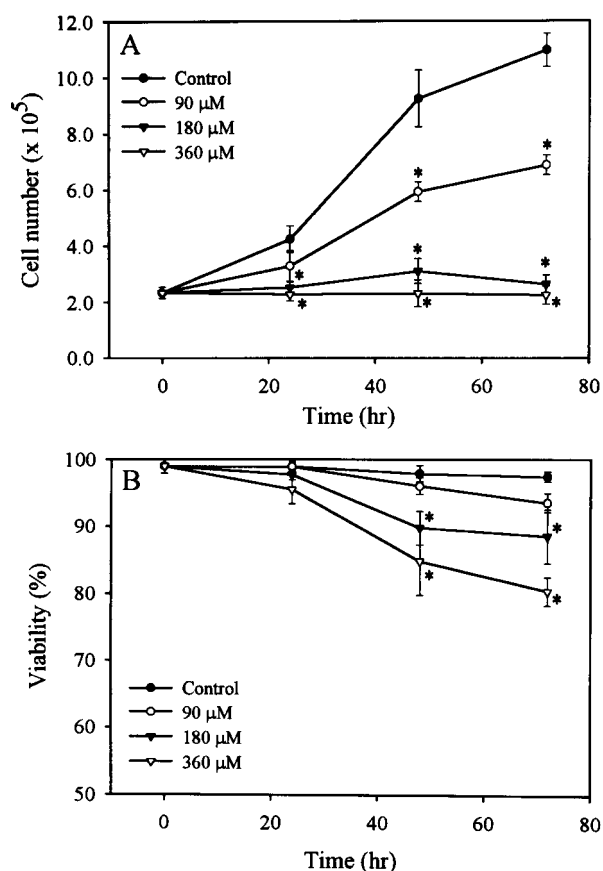 A
Control
90 µM
180 µM
360 µM
Cell number (x 10⁵)
12.0
10.0
8.0
6.0
4.0
2.0
0.0
* * * * * * * *
0 20 40 60 80
Time (hr)
B
Control
90 µM
180 µM
360 µM
Viability (%)
100
90
80
70
60
50
* * * *
0 20 40 60 80
Time (hr)